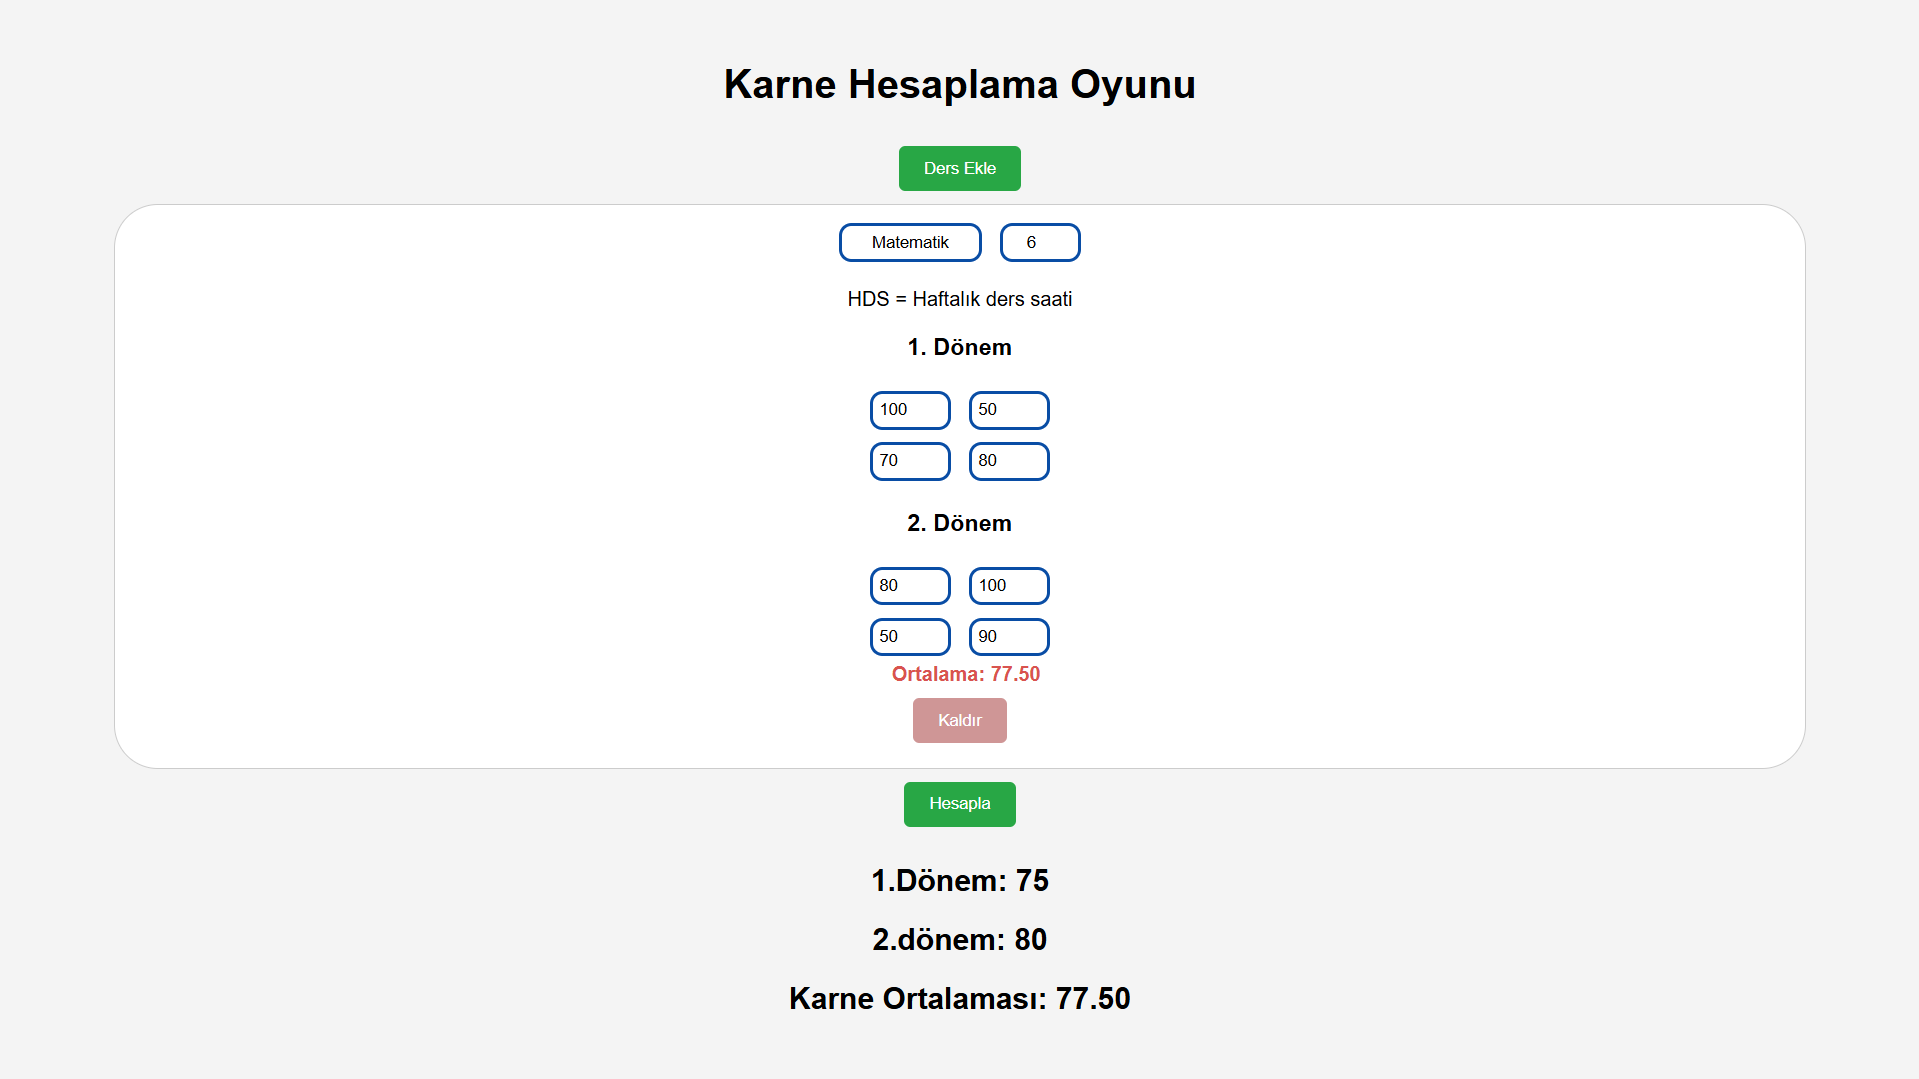 Karne Hesaplama Oyunu
Ders Ekle
Matematik 6
HDS = Haftalık ders saati
1. Dönem
100 50
70 80
2. Dönem
80 100
50 90
Ortalama: 77.50
Kaldır
Hesapla
1.Dönem: 75
2.dönem: 80
Karne Ortalaması: 77.50